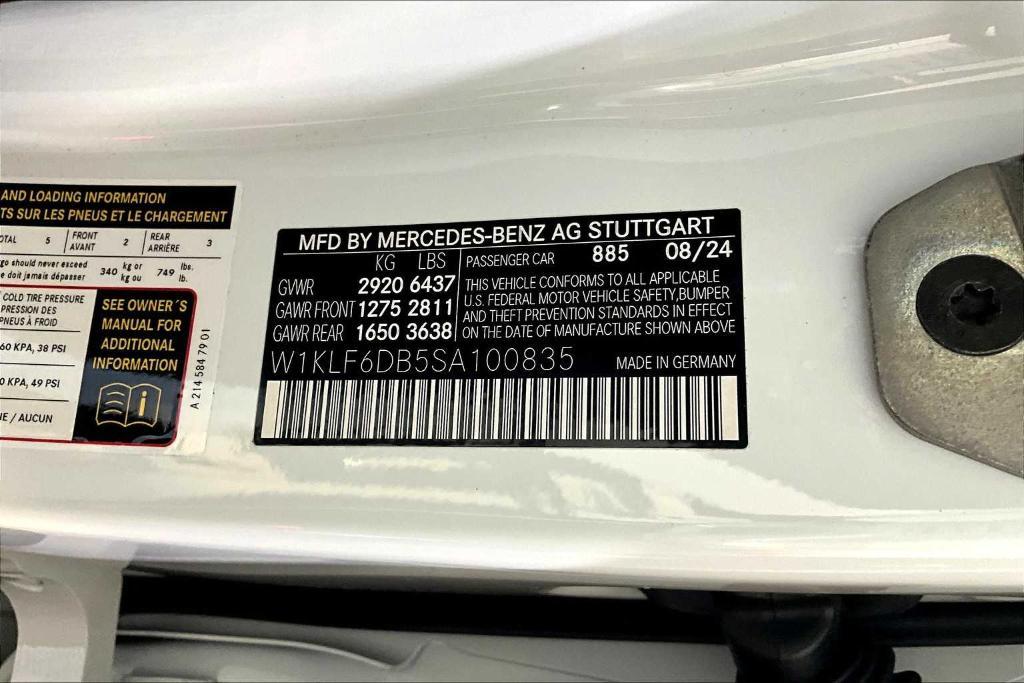 AND LOADING INFORMATION
TS SUR LES PNEUS ET LE CHARGEMENT
OTAL 5 FRONT AVANT 2 REAR ARRIÈRE 3
go should never exceed
e doit jamais dépasser 340 kg or kg ou 749 lbs. lb.
COLD TIRE PRESSURE
PRESSION DES
PNEUS À FROID
60 KPA, 38 PSI
0 KPA, 49 PSI
NE / AUCUN
SEE OWNER´S
MANUAL FOR
ADDITIONAL
INFORMATION
A 214 584 79 01
MFD BY MERCEDES-BENZ AG STUTTGART
KG LBS
GVWR 2920 6437
GAWR FRONT 1275 2811
GAWR REAR 1650 3638
PASSENGER CAR 885 08/24
THIS VEHICLE CONFORMS TO ALL APPLICABLE
U.S. FEDERAL MOTOR VEHICLE SAFETY,BUMPER
AND THEFT PREVENTION STANDARDS IN EFFECT
ON THE DATE OF MANUFACTURE SHOWN ABOVE
W1KLF6DB5SA100835 MADE IN GERMANY